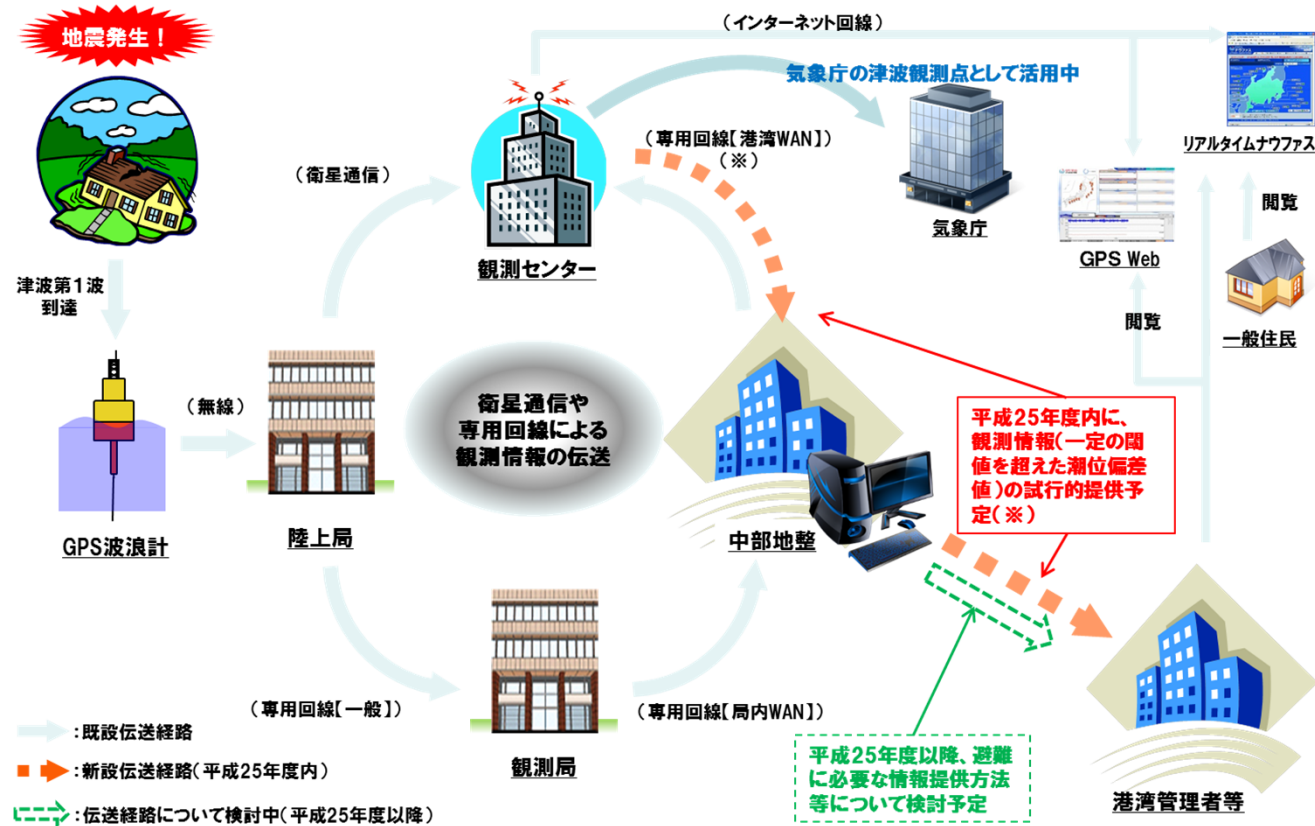 地震発生！
（インターネット回線）
気象庁の津波観測点として活用中
（専用回線【港湾WAN】）
（※）
（衛星通信）
リアルタイムナウファス
気象庁
閲覧
観測センター
GPS Web
津波第1波
到達
閲覧
一般住民
（無線）
衛星通信や
専用回線による
観測情報の伝送
平成25年度内に、
観測情報（一定の閾
値を超えた潮位偏差
値）の試行的提供予
定（※）
GPS波浪計
陸上局
中部地整
（専用回線【一般】）
（専用回線【局内WAN】）
：既設伝送経路
観測局
平成25年度以降、避難
に必要な情報提供方法
等について検討予定
：新設伝送経路（平成25年度内）
港湾管理者等
：伝送経路について検討中（平成25年度以降）